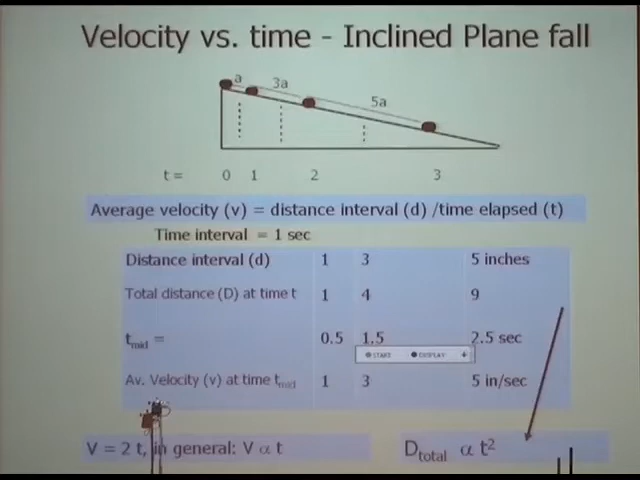 Velocity vs. time - Inclined Plane fall
a 3a 5a
t = 0 1 2 3
Average velocity (v) = distance interval (d) /time elapsed (t)
Time interval = 1 sec
Distance interval (d) 1 3 5 inches
Total distance (D) at time t 1 4 9
t_mid = 0.5 1.5 2.5 sec
START DISPLAY
Av. Velocity (v) at time t_mid 1 3 5 in/sec
V = 2 t, in general: V α t
D_total α t²